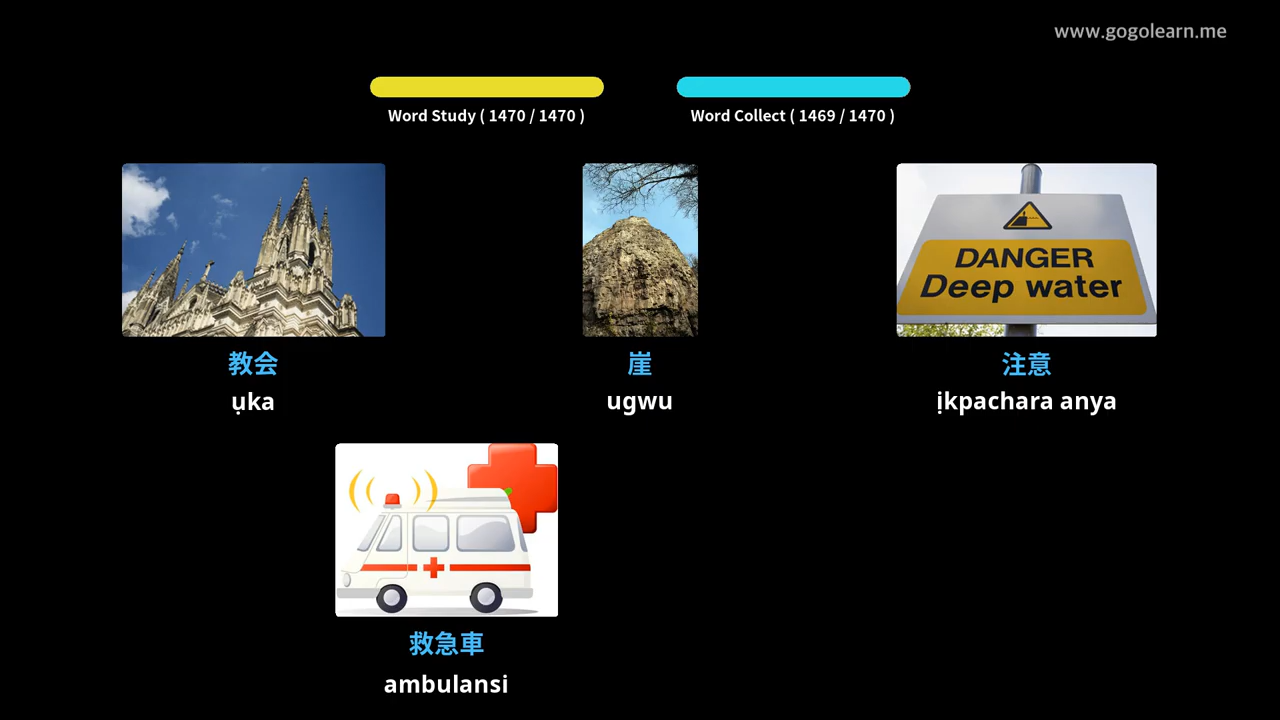 www.gogolearn.me
Word Study ( 1470 / 1470 )
Word Collect ( 1469 / 1470 )
DANGER
Deep water
教会
崖
注意
ụka
ugwu
ịkpachara anya
救急車
ambulansi